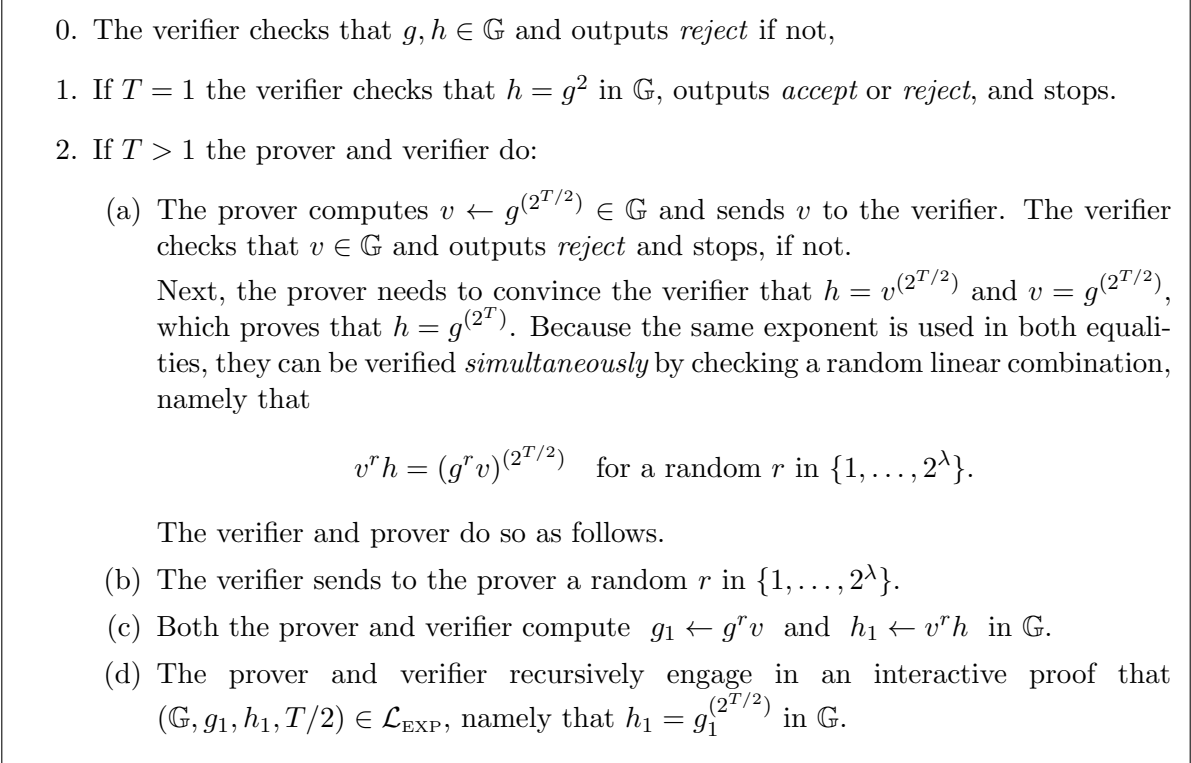 0. The verifier checks that g, h ∈ 𝔾 and outputs reject if not,
1. If T = 1 the verifier checks that h = g² in 𝔾, outputs accept or reject, and stops.
2. If T > 1 the prover and verifier do:
(a) The prover computes v ← g^(2^{T/2}) ∈ 𝔾 and sends v to the verifier. The verifier
checks that v ∈ 𝔾 and outputs reject and stops, if not.
Next, the prover needs to convince the verifier that h = v^(2^{T/2}) and v = g^(2^{T/2}),
which proves that h = g^(2^T). Because the same exponent is used in both equali-
ties, they can be verified simultaneously by checking a random linear combination,
namely that
v^r h = (g^r v)^(2^{T/2}) for a random r in {1, . . . , 2^λ}.
The verifier and prover do so as follows.
(b) The verifier sends to the prover a random r in {1, . . . , 2^λ}.
(c) Both the prover and verifier compute g₁ ← g^r v and h₁ ← v^r h in 𝔾.
(d) The prover and verifier recursively engage in an interactive proof that
(𝔾, g₁, h₁, T/2) ∈ ℒ_EXP, namely that h₁ = g₁^(2^{T/2}) in 𝔾.